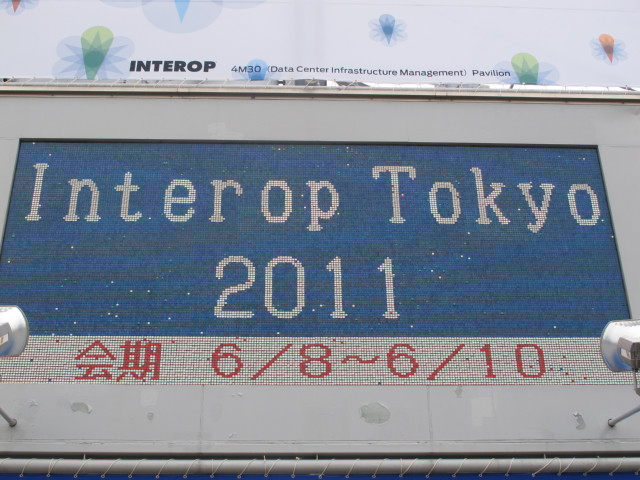 INTEROP 4M30 (Data Center Infrastructure Management) Pavilion
Interop Tokyo
2011
会期 6/8~6/10